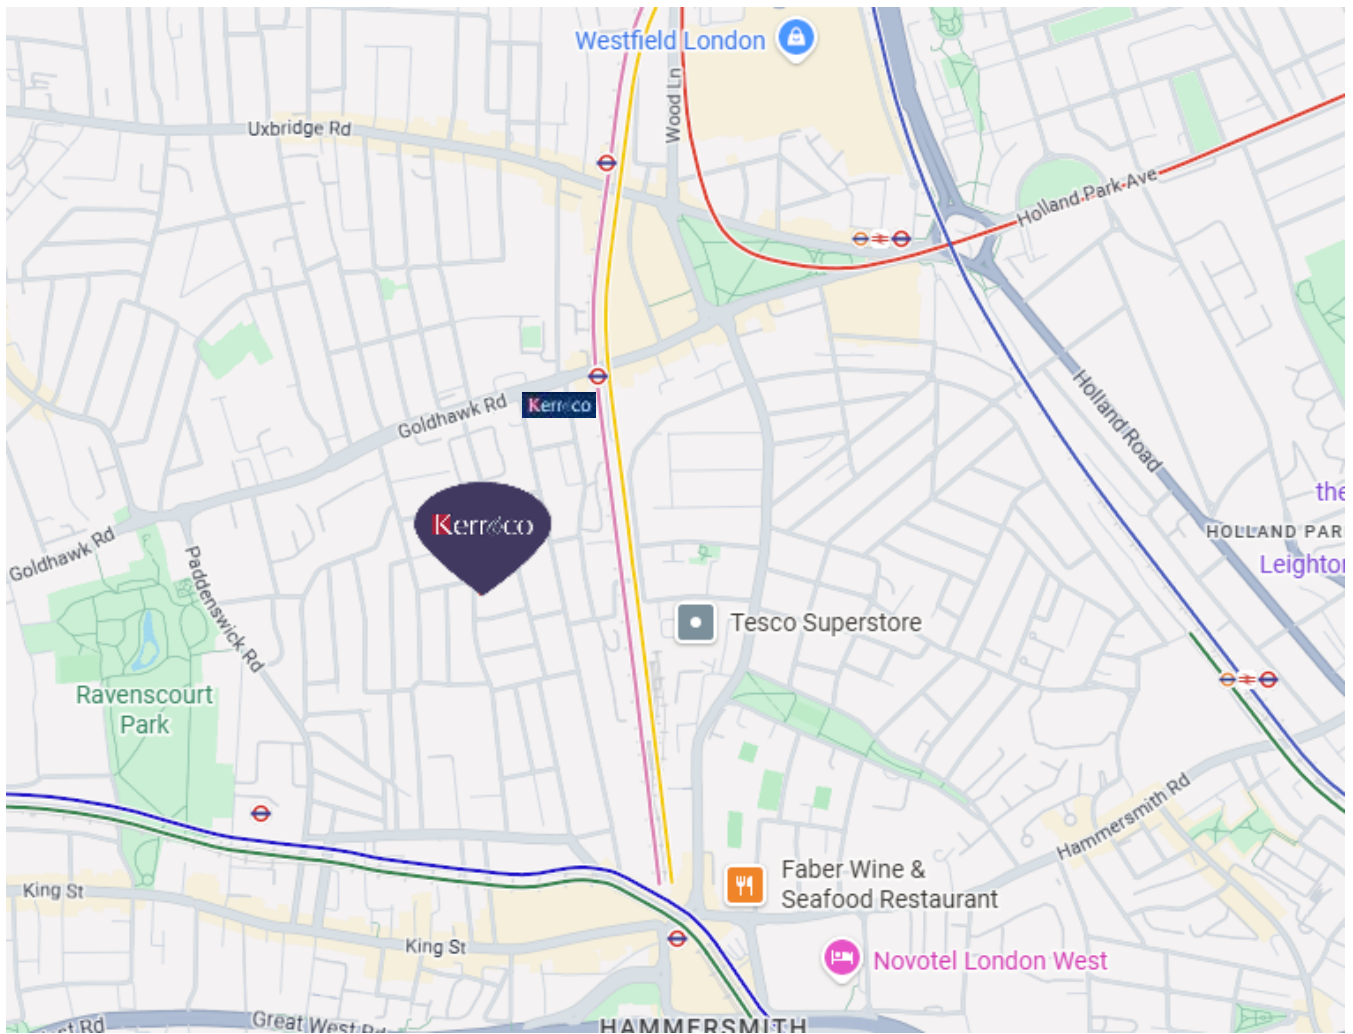 Westfield London
Wood Ln
Uxbridge Rd
Holland Park Ave
Goldhawk Rd
Kerr&co
Holland Road
the
Kerr&co
HOLLAND PAR
Leighton
Goldhawk Rd
Paddenswick Rd
Tesco Superstore
Ravenscourt
Park
Hammersmith Rd
Faber Wine &
Seafood Restaurant
King St
King St
Novotel London West
Great West Rd
HAMMERSMITH